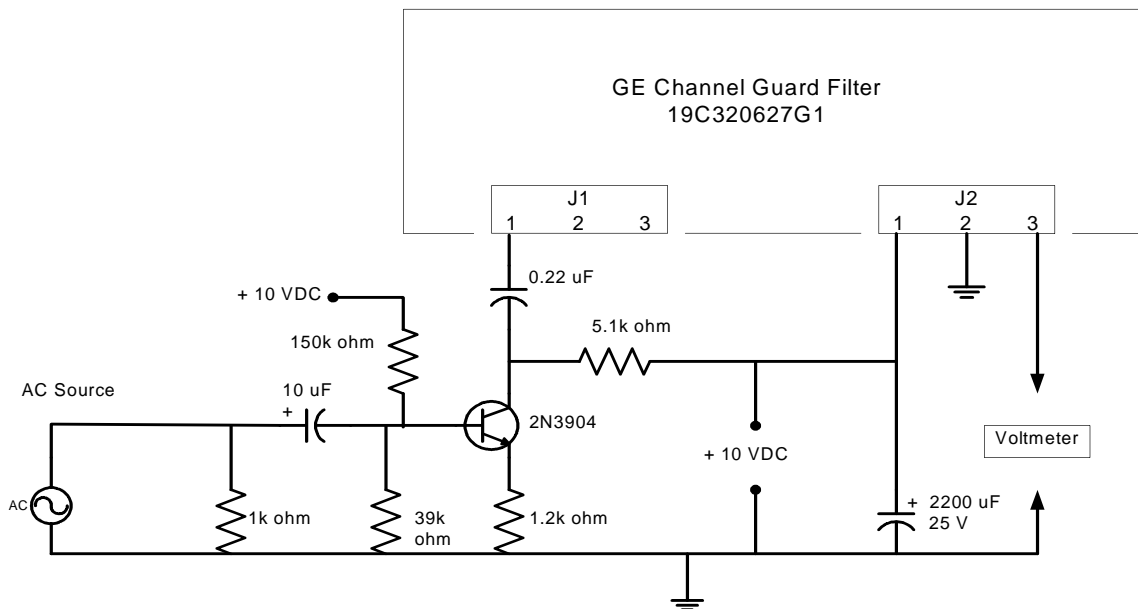 GE Channel Guard Filter
19C320627G1
J1
1 2 3
J2
1 2 3
0.22 uF
+ 10 VDC
150k ohm
5.1k ohm
AC Source
10 uF
+
2N3904
+ 10 VDC
Voltmeter
AC
1k ohm
39k
ohm
1.2k ohm
+ 2200 uF
25 V